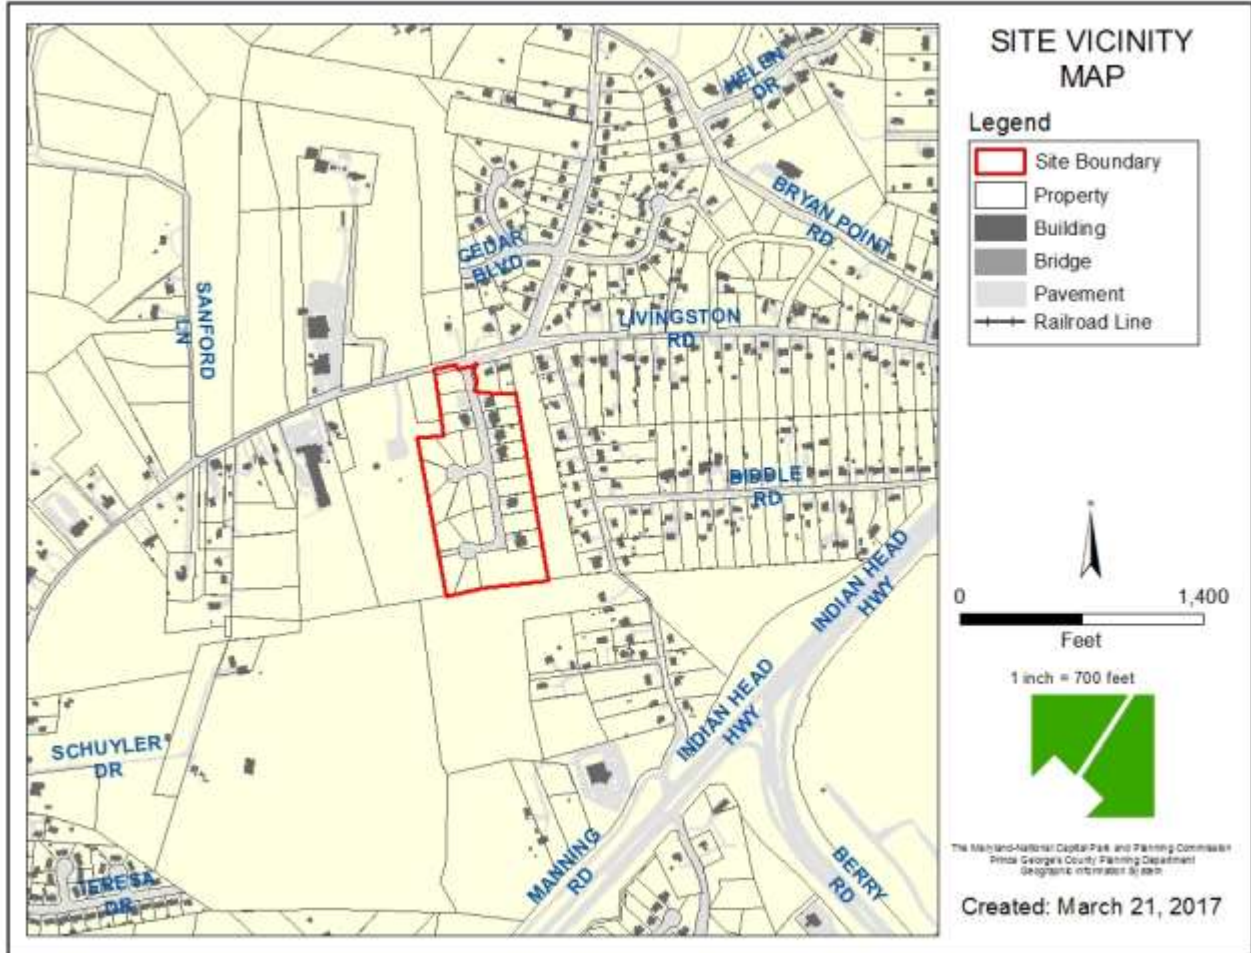 SITE VICINITY
MAP
Legend
Site Boundary
Property
Building
Bridge
Pavement
Railroad Line
HELEN
DR
BRYAN POINT
RD
CEDAR
BLVD
SANFORD
LN
LIVINGSTON
RD
BIDDLE
RD
INDIAN HEAD
HWY
INDIAN HEAD
HWY
SCHUYLER
DR
MANNING
RD
BERRY
RD
TERESA
DR
0 1,400
Feet
1 inch = 700 feet
The Maryland-National Capital Park and Planning Commission
Prince George's County Planning Department
Geographic Information System
Created: March 21, 2017